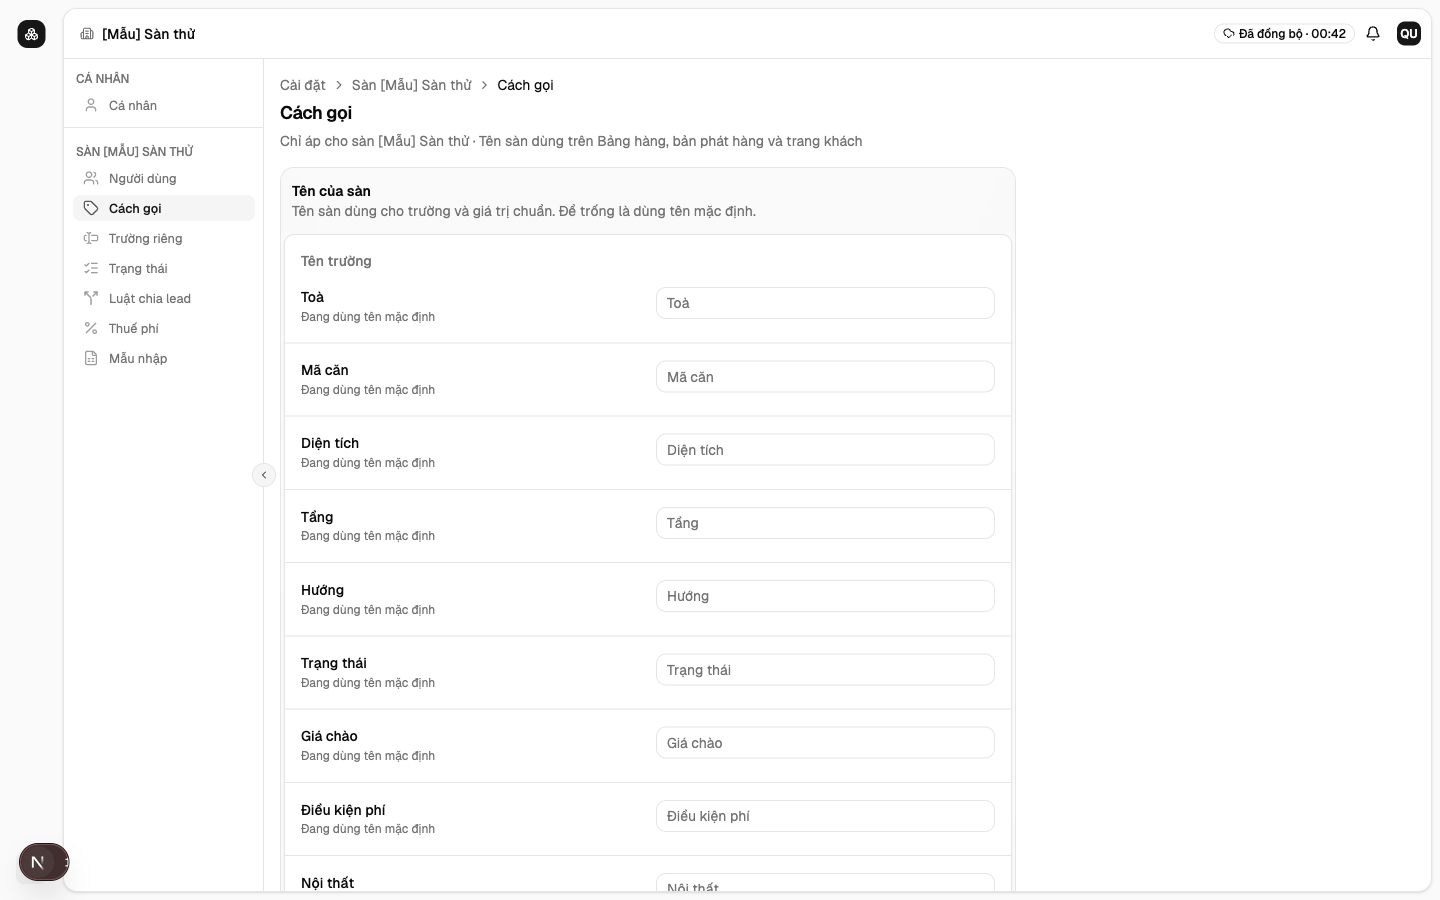 [Mẫu] Sàn thử
Đã đồng bộ · 00:42
QU
CÁ NHÂN
Cá nhân
SÀN [MẪU] SÀN THỬ
Người dùng
Cách gọi
Trường riêng
Trạng thái
Luật chia lead
Thuế phí
Mẫu nhập
Cài đặt > Sàn [Mẫu] Sàn thử > Cách gọi
Cách gọi
Chỉ áp cho sàn [Mẫu] Sàn thử · Tên sàn dùng trên Bảng hàng, bản phát hàng và trang khách
Tên của sàn
Tên sàn dùng cho trường và giá trị chuẩn. Để trống là dùng tên mặc định.
Tên trường
Toà
Đang dùng tên mặc định
Toà
Mã căn
Đang dùng tên mặc định
Mã căn
Diện tích
Đang dùng tên mặc định
Diện tích
Tầng
Đang dùng tên mặc định
Tầng
Hướng
Đang dùng tên mặc định
Hướng
Trạng thái
Đang dùng tên mặc định
Trạng thái
Giá chào
Đang dùng tên mặc định
Giá chào
Điều kiện phí
Đang dùng tên mặc định
Điều kiện phí
Nội thất
Nội thất
N